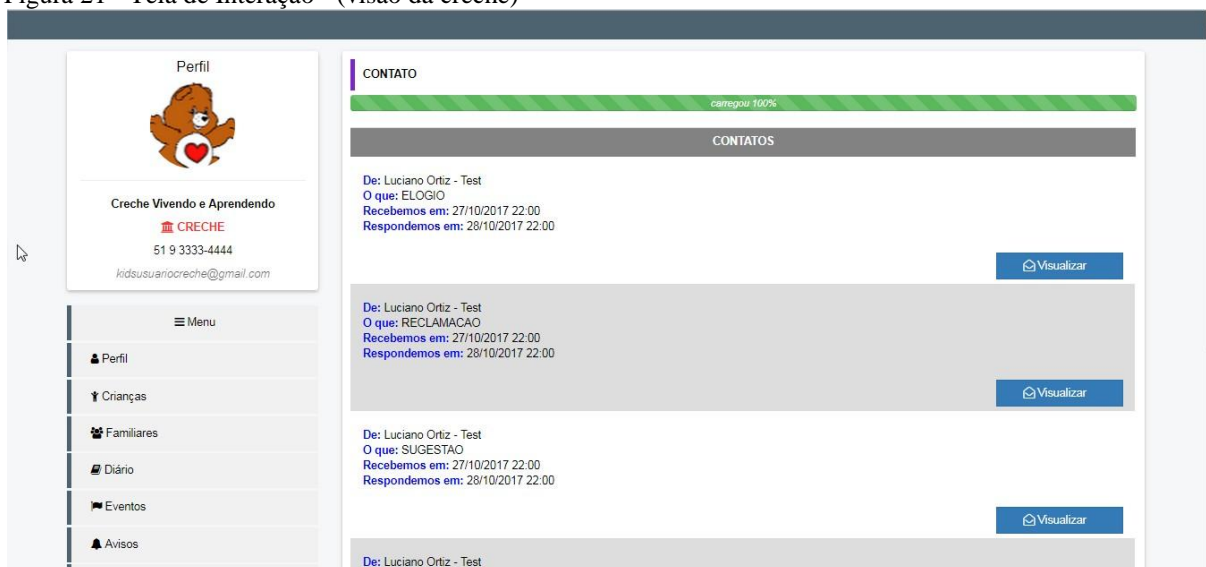 Figura 21 - Tela de Interação - (visão da creche)
Perfil
Creche Vivendo e Aprendendo
CRECHE
51 9 3333-4444
kidsusuariocreche@gmail.com
Menu
Perfil
Crianças
Familiares
Diário
Eventos
Avisos
CONTATO
carregou 100%
CONTATOS
De: Luciano Ortiz - Test
O que: ELOGIO
Recebemos em: 27/10/2017 22:00
Respondemos em: 28/10/2017 22:00
Visualizar
De: Luciano Ortiz - Test
O que: RECLAMACAO
Recebemos em: 27/10/2017 22:00
Respondemos em: 28/10/2017 22:00
Visualizar
De: Luciano Ortiz - Test
O que: SUGESTAO
Recebemos em: 27/10/2017 22:00
Respondemos em: 28/10/2017 22:00
Visualizar
De: Luciano Ortiz - Test